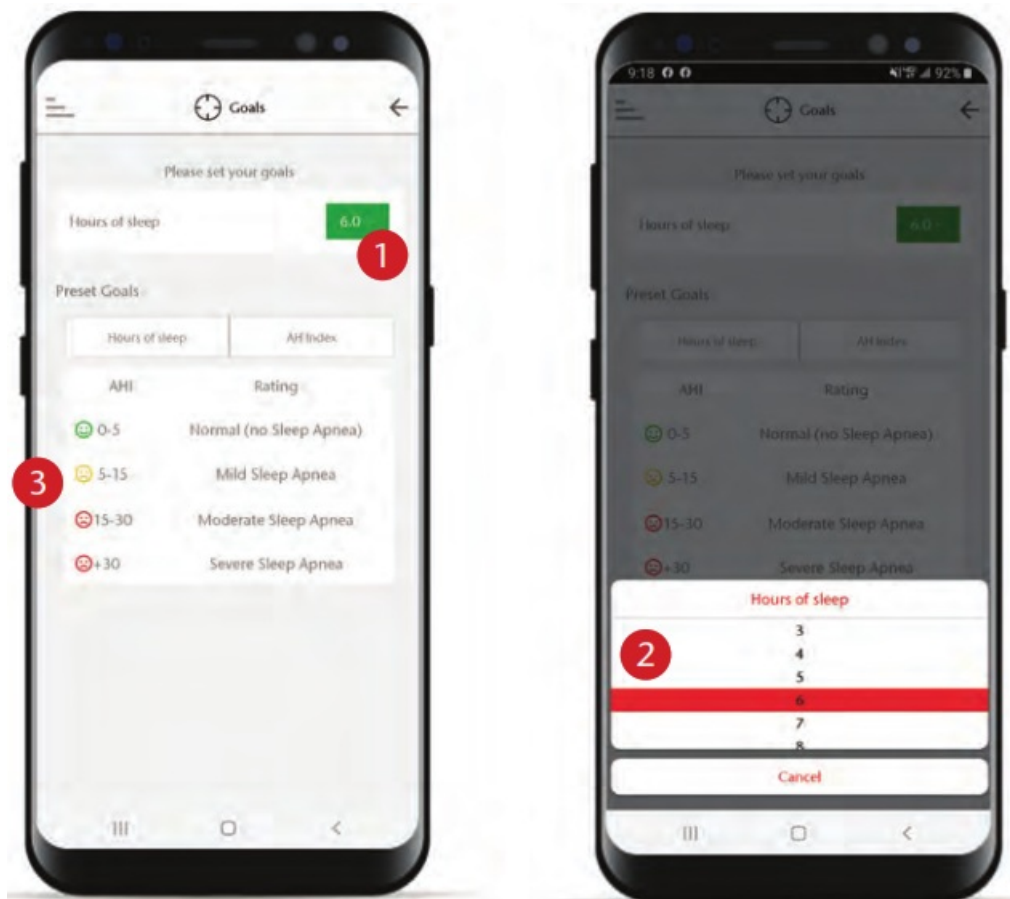 Goals
Please set your goals
Hours of sleep 6.0
1
Preset Goals
Hours of sleep AH Index
AHI Rating
0-5 Normal (no Sleep Apnea)
3
5-15 Mild Sleep Apnea
15-30 Moderate Sleep Apnea
+30 Severe Sleep Apnea
9:18 92%
Goals
Please set your goals
Hours of sleep 6.0
Preset Goals
Hours of sleep AH Index
AHI Rating
0-5 Normal (no Sleep Apnea)
5-15 Mild Sleep Apnea
15-30 Moderate Sleep Apnea
+30 Severe Sleep Apnea
Hours of sleep
2
3
4
5
6
7
8
Cancel